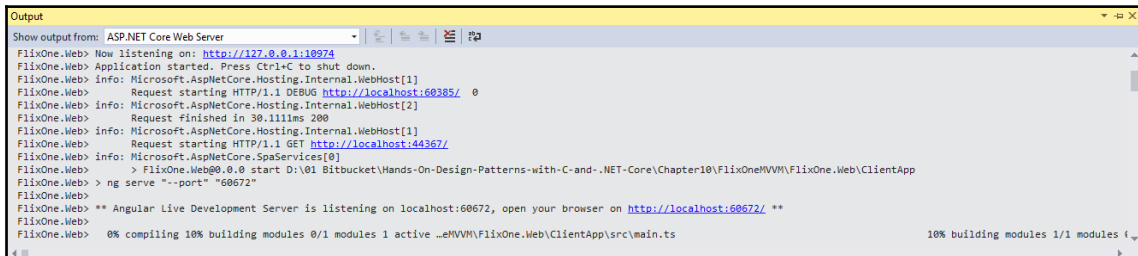 Output
Show output from: ASP.NET Core Web Server
FlixOne.Web> Now listening on: http://127.0.0.1:10974
FlixOne.Web> Application started. Press Ctrl+C to shut down.
FlixOne.Web> info: Microsoft.AspNetCore.Hosting.Internal.WebHost[1]
FlixOne.Web>       Request starting HTTP/1.1 DEBUG http://localhost:60385/  0
FlixOne.Web> info: Microsoft.AspNetCore.Hosting.Internal.WebHost[2]
FlixOne.Web>       Request finished in 30.1111ms 200
FlixOne.Web> info: Microsoft.AspNetCore.Hosting.Internal.WebHost[1]
FlixOne.Web>       Request starting HTTP/1.1 GET http://localhost:44367/
FlixOne.Web> info: Microsoft.AspNetCore.SpaServices[0]
FlixOne.Web>       > FlixOne.Web@0.0.0 start D:\01 Bitbucket\Hands-On-Design-Patterns-with-C-and-.NET-Core\Chapter10\FlixOneMVVM\FlixOne.Web\ClientApp
FlixOne.Web> > ng serve "--port" "60672"
FlixOne.Web>
FlixOne.Web> ** Angular Live Development Server is listening on localhost:60672, open your browser on http://localhost:60672/ **
FlixOne.Web>
FlixOne.Web>   0% compiling 10% building modules 0/1 modules 1 active …eMVVM\FlixOne.Web\ClientApp\src\main.ts 10% building modules 1/1 modules